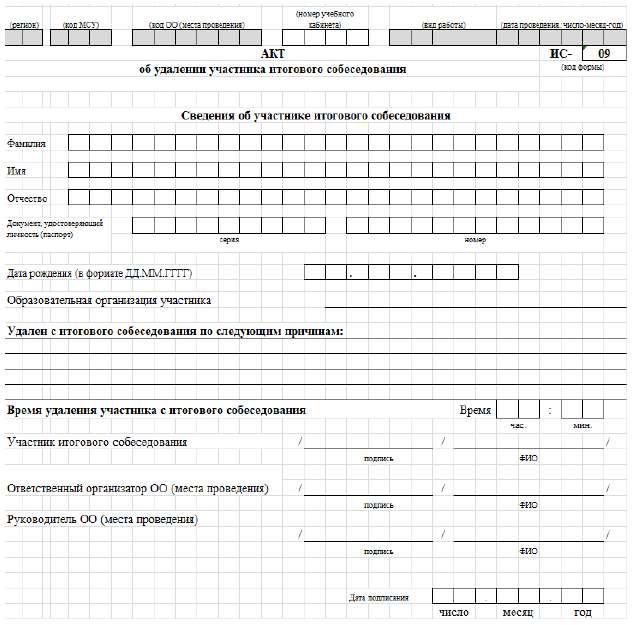 (регион) (код МСУ) (код ОО (места проведения) (номер учебного кабинета) (вид работы) (дата проведения, число-месяц-год)
АКТ ИС- 09
об удалении участника итогового собеседования (код формы)
Сведения об участнике итогового собеседования
Фамилия
Имя
Отчество
Документ, удостоверяющий
личность (паспорт)
серия номер
Дата рождения (в формате ДД.ММ.ГГГГ) . .
Образовательная организация участника
Удален с итогового собеседования по следующим причинам:
Время удаления участника с итогового собеседования Время :
час. мин.
Участник итогового собеседования / / /
подпись ФИО
Ответственный организатор ОО (места проведения) / / /
подпись ФИО
Руководитель ОО (места проведения)
/ / /
подпись ФИО
Дата подписания . .
число месяц год